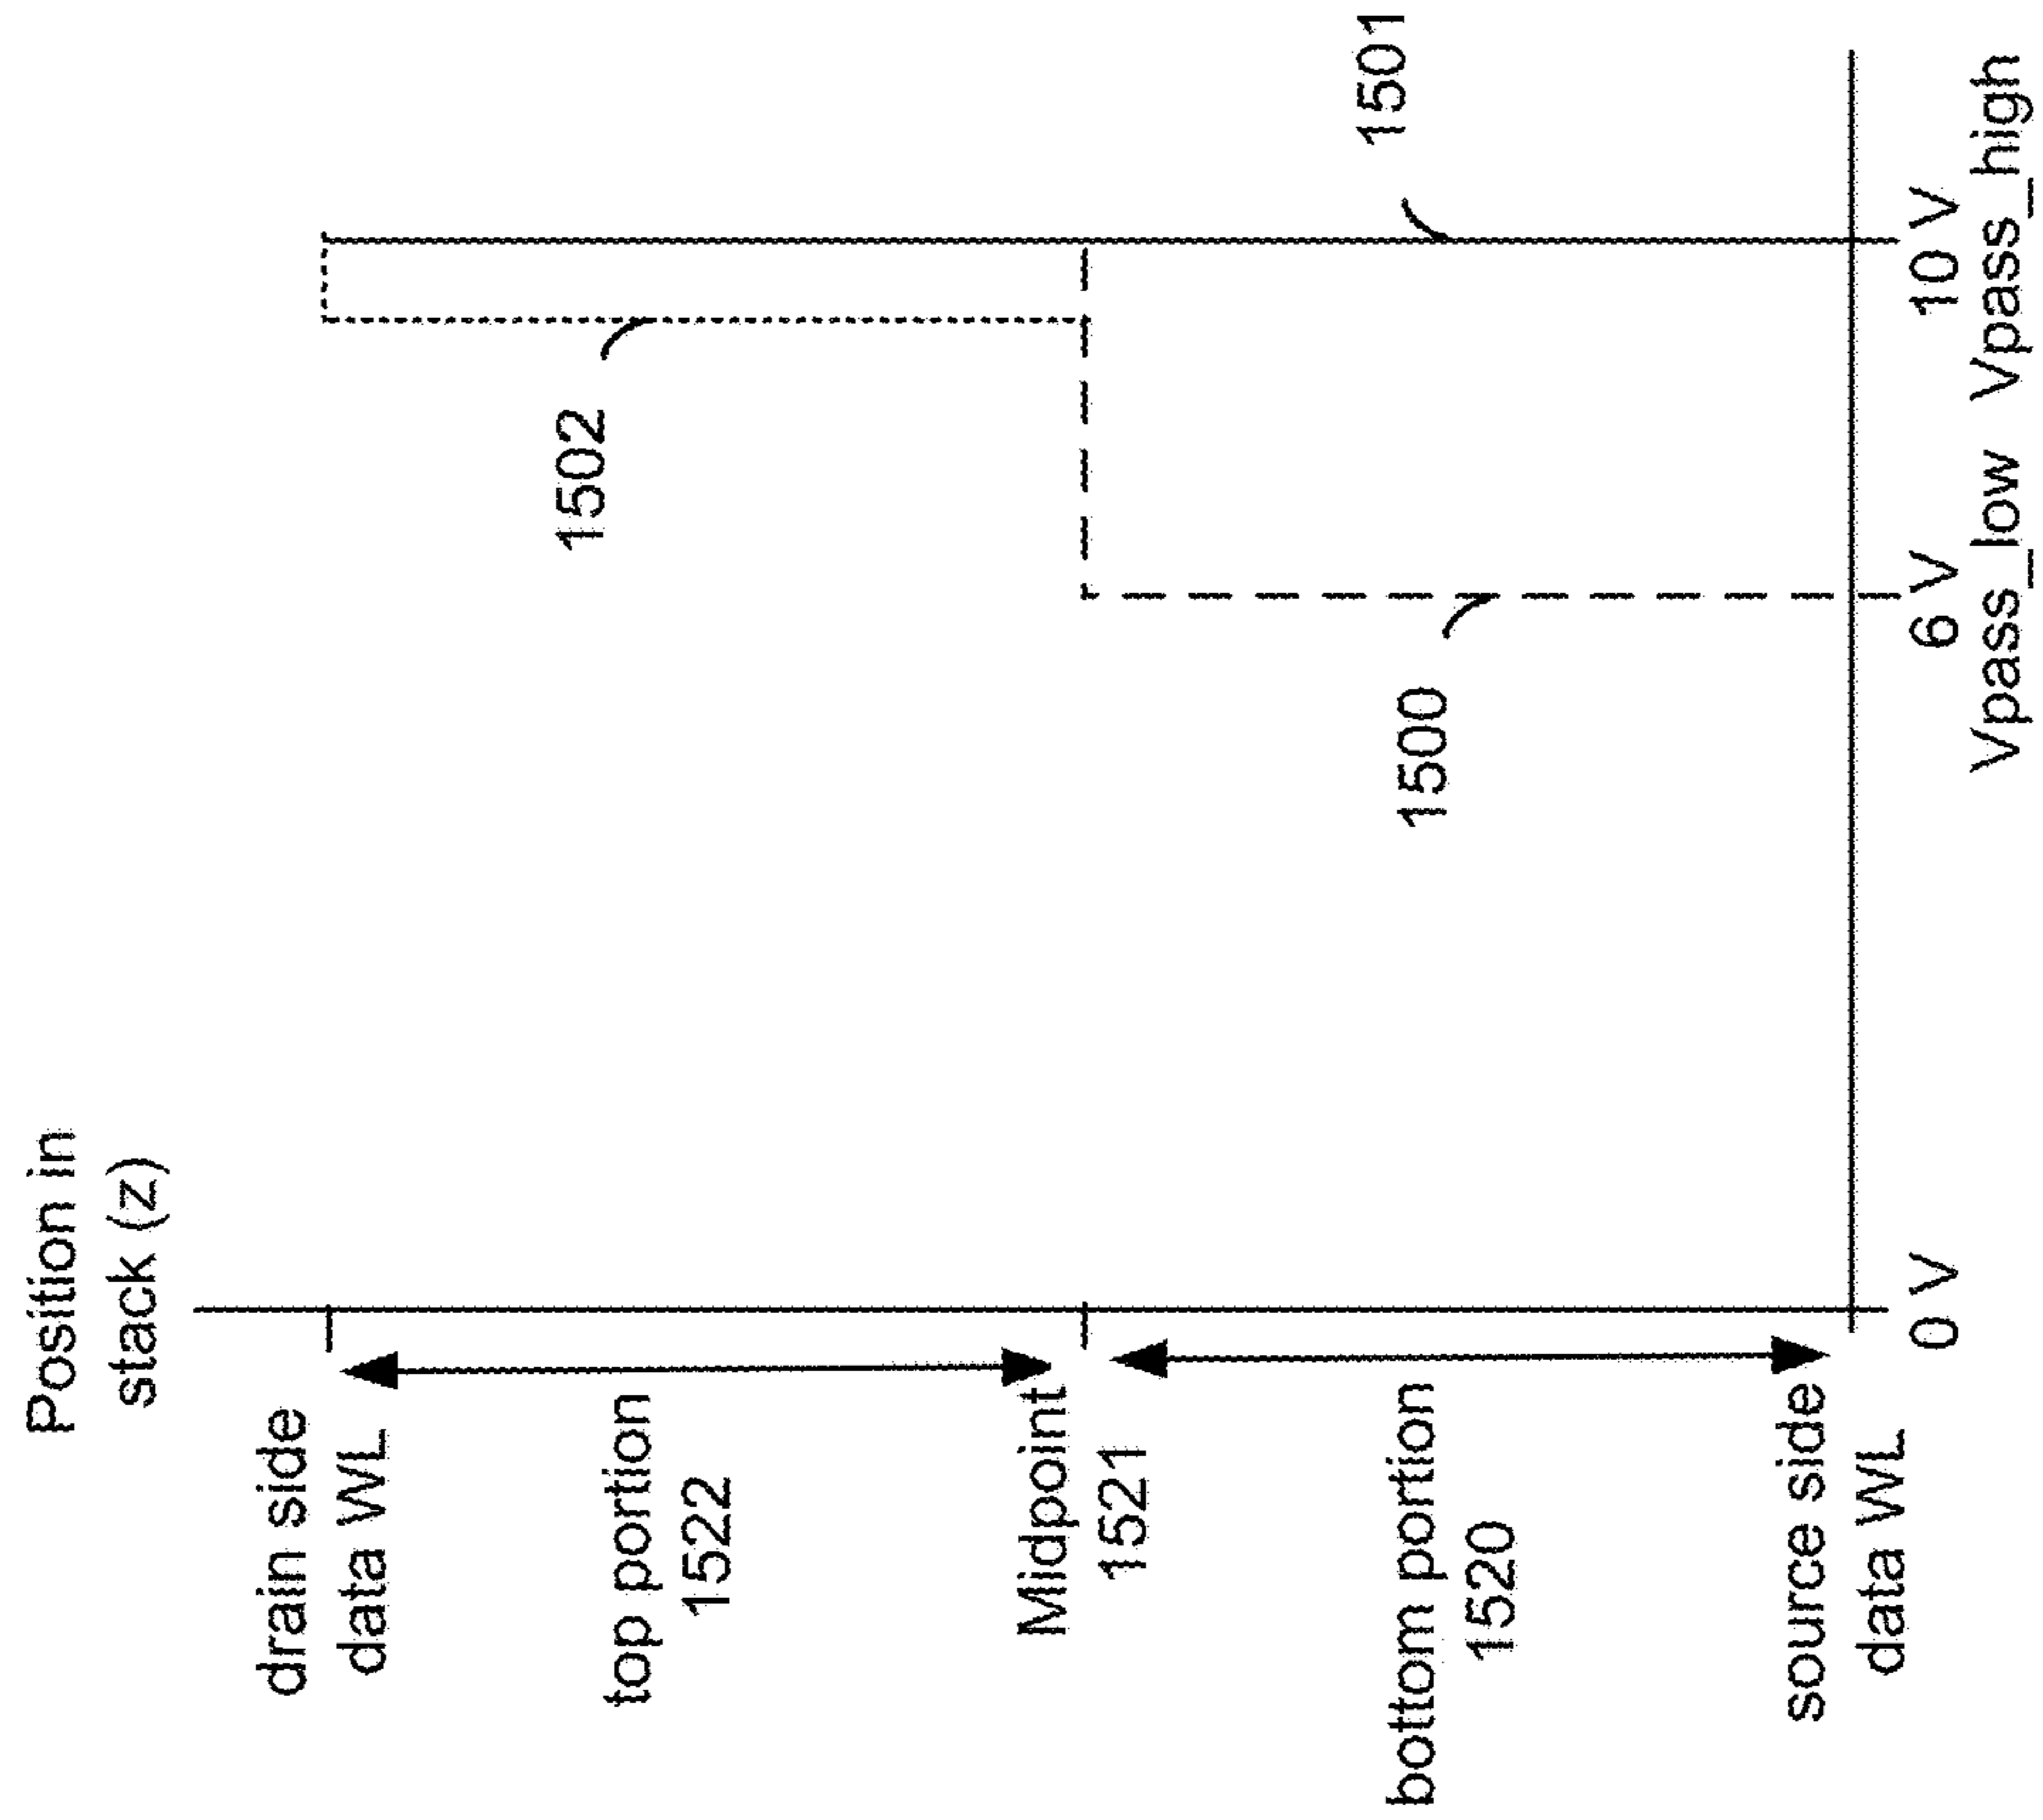 Position in
stack (z)
drain side
data WL
top portion
1522
Midpoint
1521
bottom portion
1520
source side
data WL
1502
1501
1500
0 V
6 V
10 V
Vpass_low Vpass_high